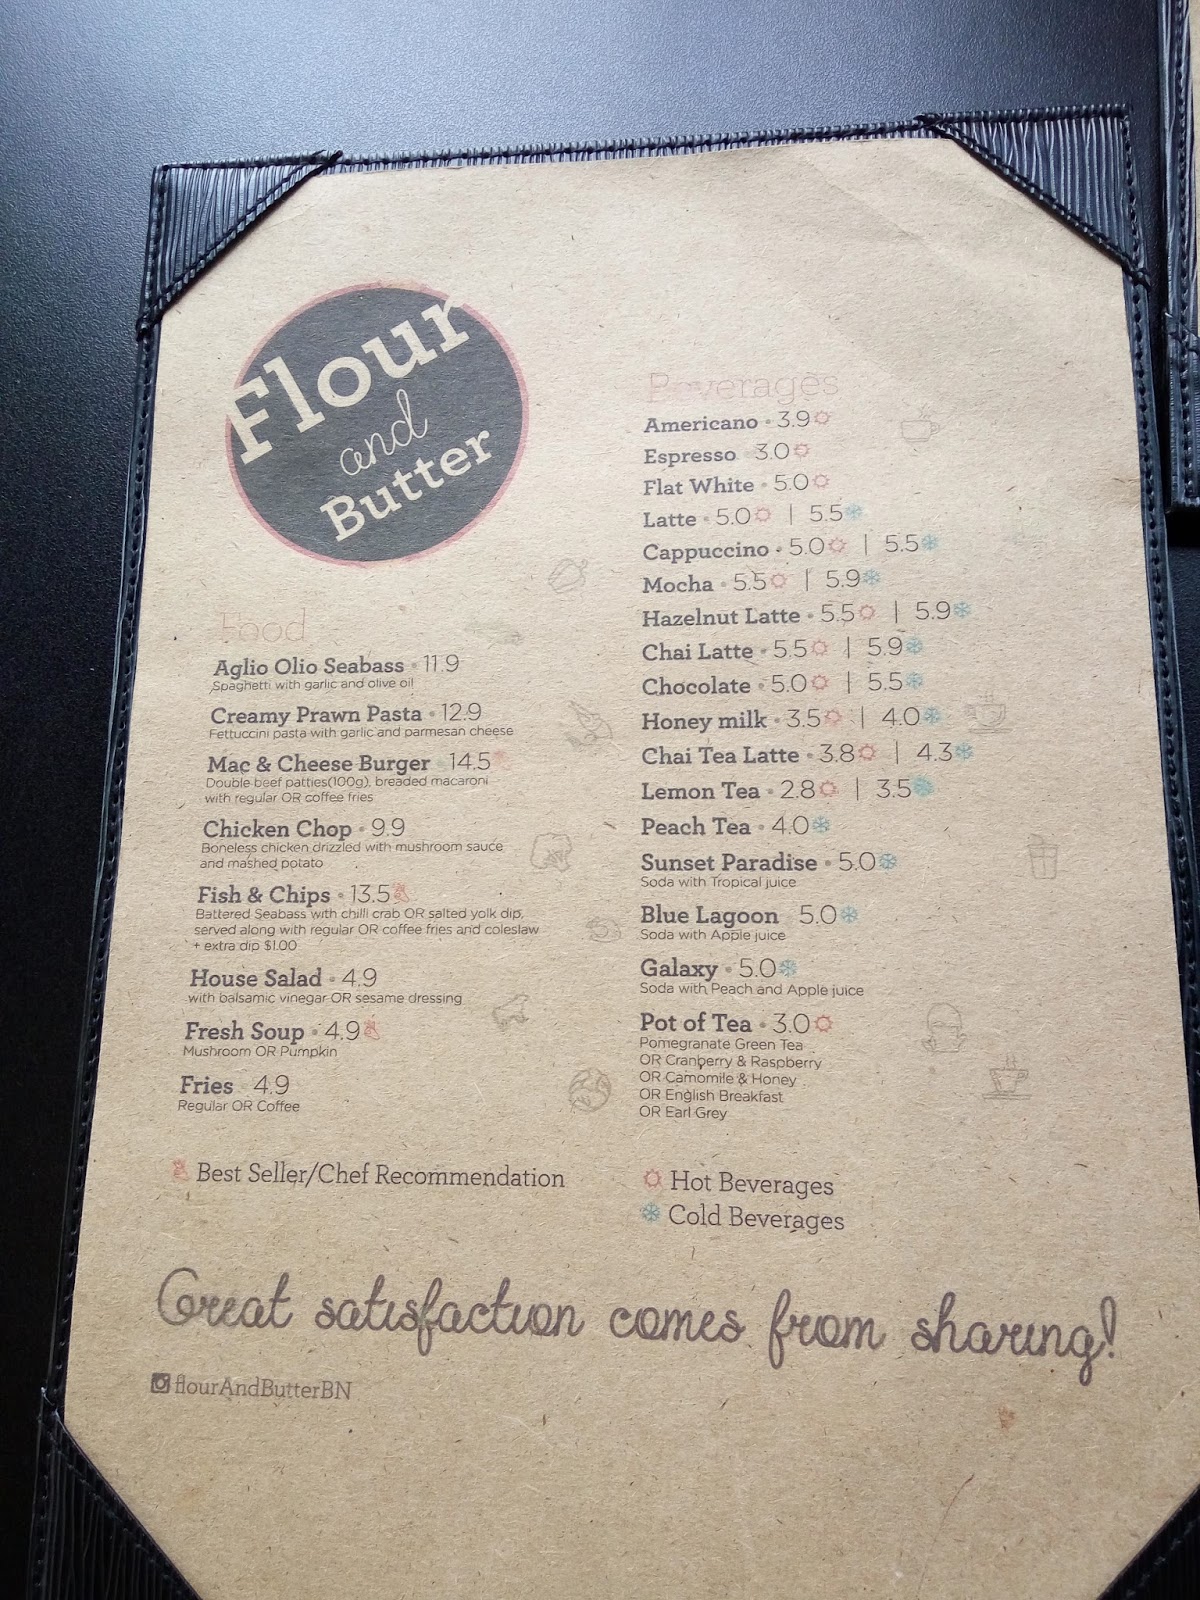 Flour
and
Butter
Food
Aglio Olio Seabass • 11.9
Spaghetti with garlic and olive oil
Creamy Prawn Pasta • 12.9
Fettuccini pasta with garlic and parmesan cheese
Mac & Cheese Burger • 14.5
Double beef patties(100g), breaded macaroni
with regular OR coffee fries
Chicken Chop • 9.9
Boneless chicken drizzled with mushroom sauce
and mashed potato
Fish & Chips • 13.5
Battered Seabass with chilli crab OR salted yolk dip,
served along with regular OR coffee fries and coleslaw
+ extra dip $1.00
House Salad • 4.9
with balsamic vinegar OR sesame dressing
Fresh Soup • 4.9
Mushroom OR Pumpkin
Fries • 4.9
Regular OR Coffee
Best Seller/Chef Recommendation
Beverages
Americano • 3.9
Espresso • 3.0
Flat White • 5.0
Latte • 5.0 | 5.5
Cappuccino • 5.0 | 5.5
Mocha • 5.5 | 5.9
Hazelnut Latte • 5.5 | 5.9
Chai Latte • 5.5 | 5.9
Chocolate • 5.0 | 5.5
Honey milk • 3.5 | 4.0
Chai Tea Latte • 3.8 | 4.3
Lemon Tea • 2.8 | 3.5
Peach Tea • 4.0
Sunset Paradise • 5.0
Soda with Tropical juice
Blue Lagoon 5.0
Soda with Apple juice
Galaxy • 5.0
Soda with Peach and Apple juice
Pot of Tea • 3.0
Pomegranate Green Tea
OR Cranberry & Raspberry
OR Camomile & Honey
OR English Breakfast
OR Earl Grey
Hot Beverages
Cold Beverages
Great satisfaction comes from sharing!
flourAndButterBN